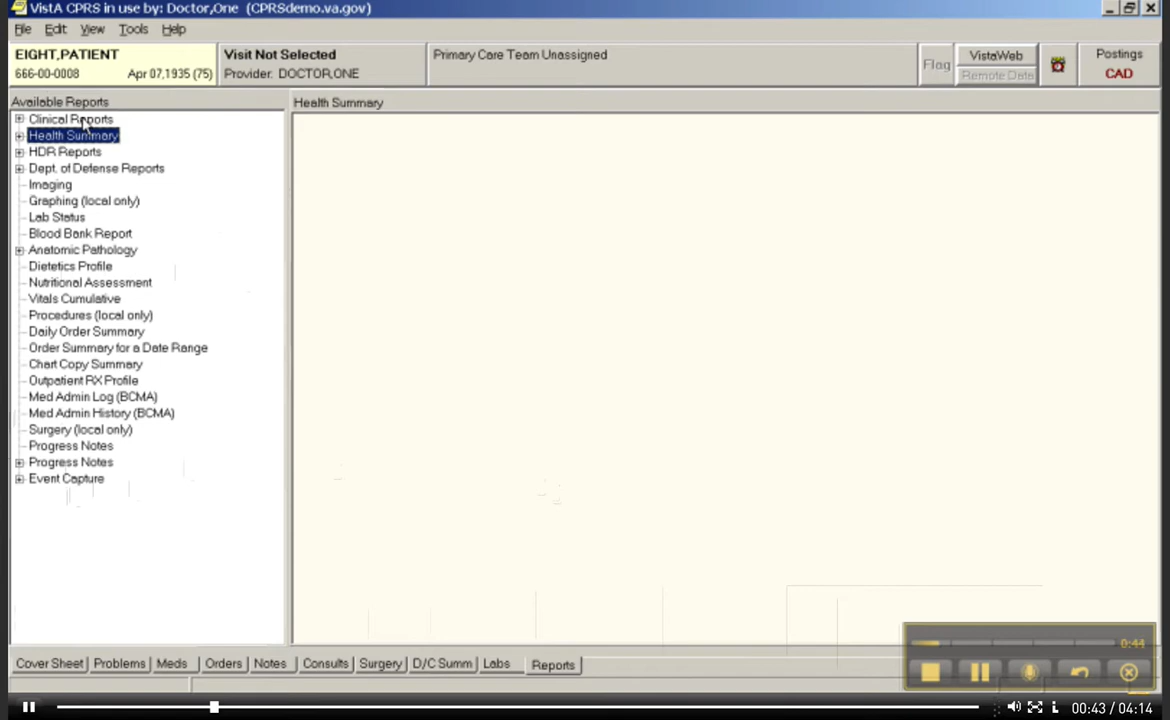 VistA CPRS in use by: Doctor,One (CPRSdemo.va.gov)
File Edit View Tools Help
EIGHT,PATIENT
666-00-0008 Apr 07,1935 (75)
Visit Not Selected
Provider: DOCTOR,ONE
Primary Care Team Unassigned
Flag
VistaWeb
Remote Data
Postings
CAD
Available Reports
Clinical Reports
Health Summary
HDR Reports
Dept. of Defense Reports
Imaging
Graphing (local only)
Lab Status
Blood Bank Report
Anatomic Pathology
Dietetics Profile
Nutritional Assessment
Vitals Cumulative
Procedures (local only)
Daily Order Summary
Order Summary for a Date Range
Chart Copy Summary
Outpatient RX Profile
Med Admin Log (BCMA)
Med Admin History (BCMA)
Surgery (local only)
Progress Notes
Progress Notes
Event Capture
Health Summary
Cover Sheet Problems Meds Orders Notes Consults Surgery D/C Summ Labs Reports
0:44
00:43 / 04:14